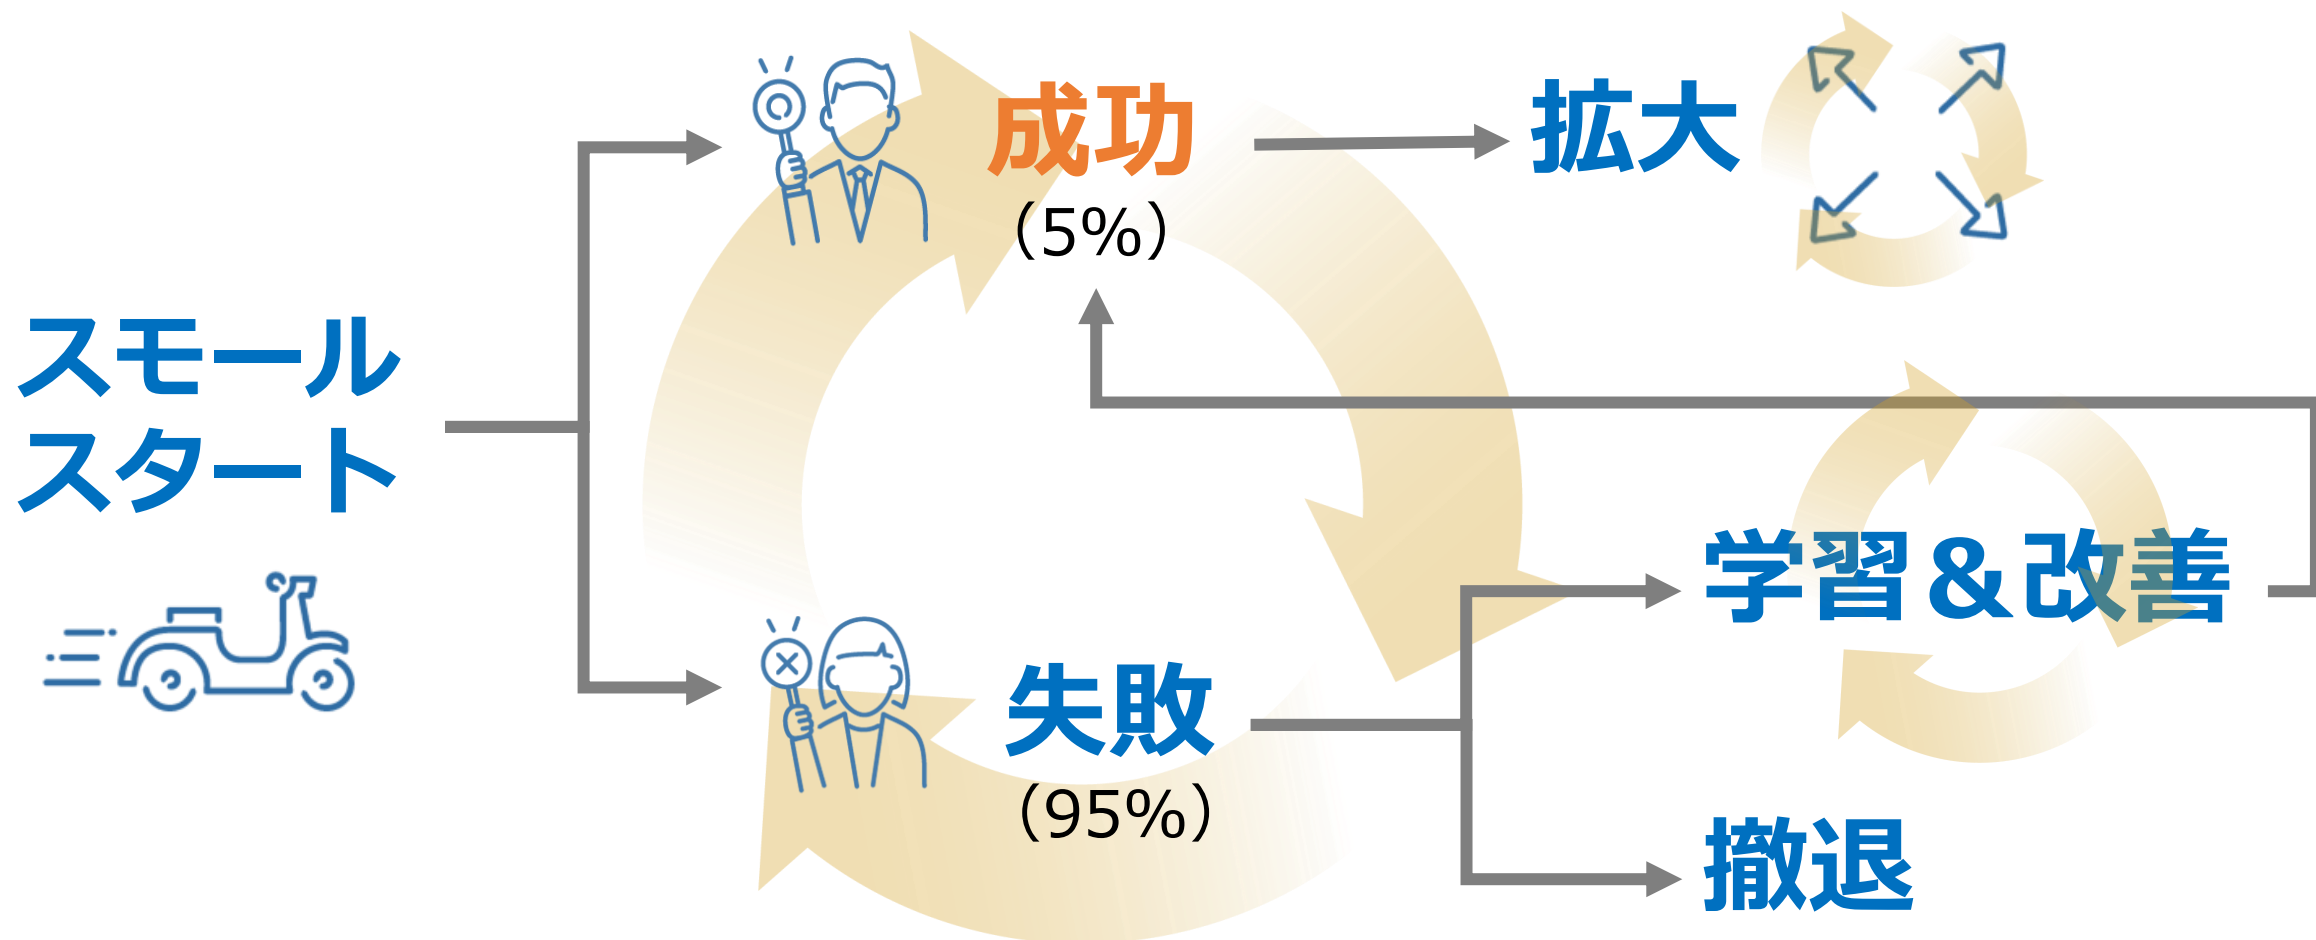 スモール
スタート
成功
（5%）
拡大
失敗
（95%）
学習＆改善
撤退